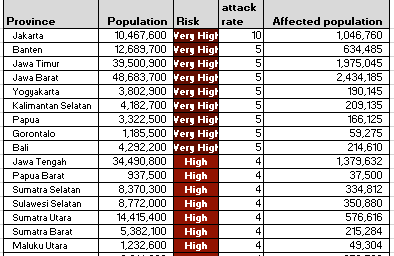 attack
Province Population Risk rate Affected population
Jakarta 10,467,600 Very High 10 1,046,760
Banten 12,689,700 Very High 5 634,485
Jawa Timur 39,500,900 Very High 5 1,975,045
Jawa Barat 48,683,700 Very High 5 2,434,185
Yogyakarta 3,802,900 Very High 5 190,145
Kalimantan Selatan 4,182,700 Very High 5 209,135
Papua 3,322,500 Very High 5 166,125
Gorontalo 1,185,500 Very High 5 59,275
Bali 4,292,200 Very High 5 214,610
Jawa Tengah 34,490,800 High 4 1,379,632
Papua Barat 937,500 High 4 37,500
Sumatra Selatan 8,370,300 High 4 334,812
Sulawesi Selatan 8,772,000 High 4 350,880
Sumatra Utara 14,415,400 High 4 576,616
Sumatra Barat 5,382,100 High 4 215,284
Maluku Utara 1,232,600 High 4 49,304